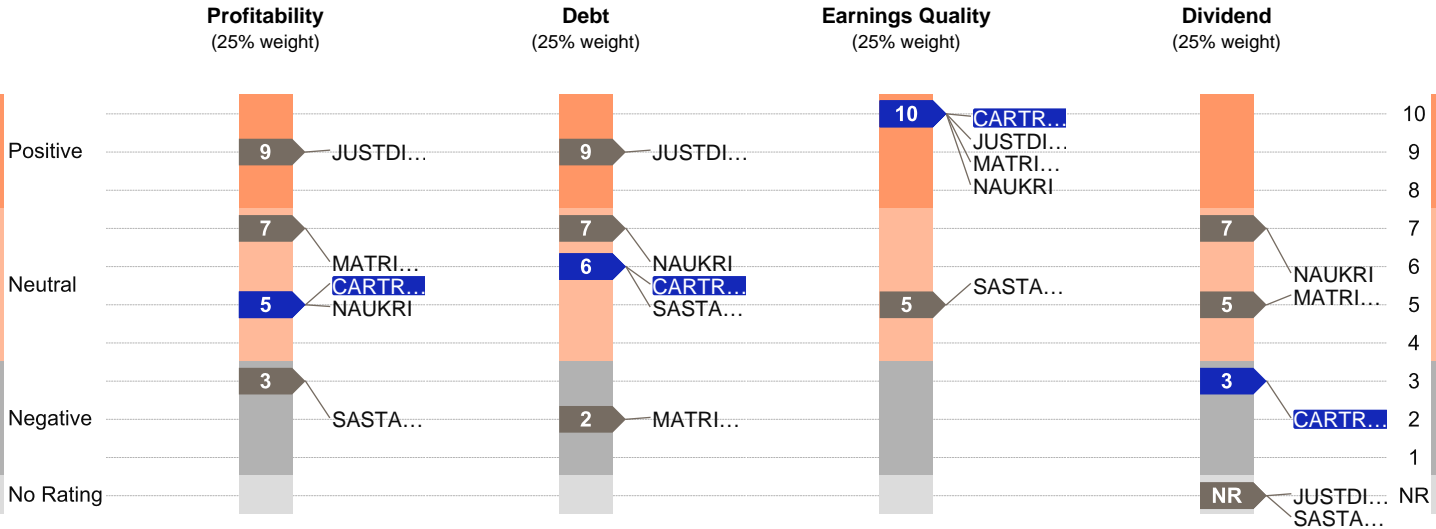 Profitability
(25% weight)
Debt
(25% weight)
Earnings Quality
(25% weight)
Dividend
(25% weight)
Positive
Neutral
Negative
No Rating
9
JUSTDI...
7
MATRI...
CARTR...
5
NAUKRI
3
SASTA...
9
JUSTDI...
7
NAUKRI
6
CARTR...
SASTA...
2
MATRI...
10
CARTR...
JUSTDI...
MATRI...
NAUKRI
5
SASTA...
7
NAUKRI
5
MATRI...
3
CARTR...
NR
JUSTDI...
SASTA...
10
9
8
7
6
5
4
3
2
1
NR